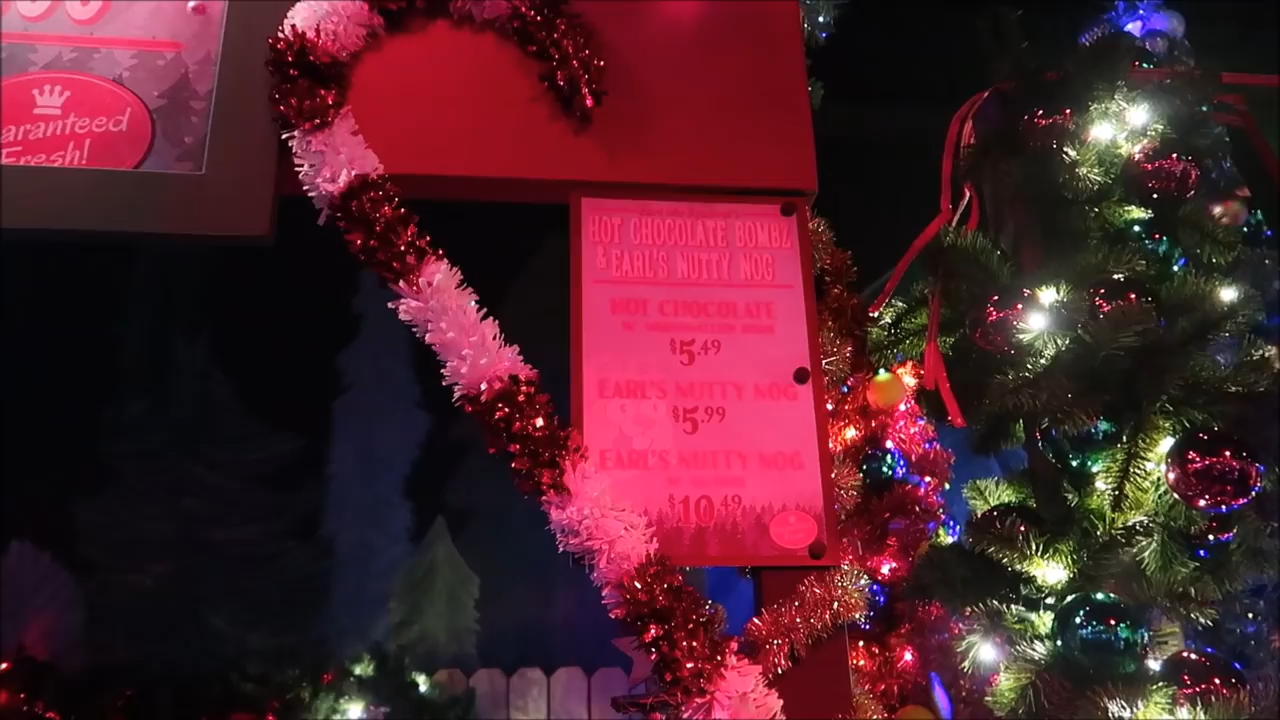 aranteed
Fresh!
HOT CHOCOLATE BOMBZ
& EARL'S NUTTY NOG
HOT CHOCOLATE
$5.49
EARL'S NUTTY NOG
$5.99
EARL'S NUTTY NOG
$10.49